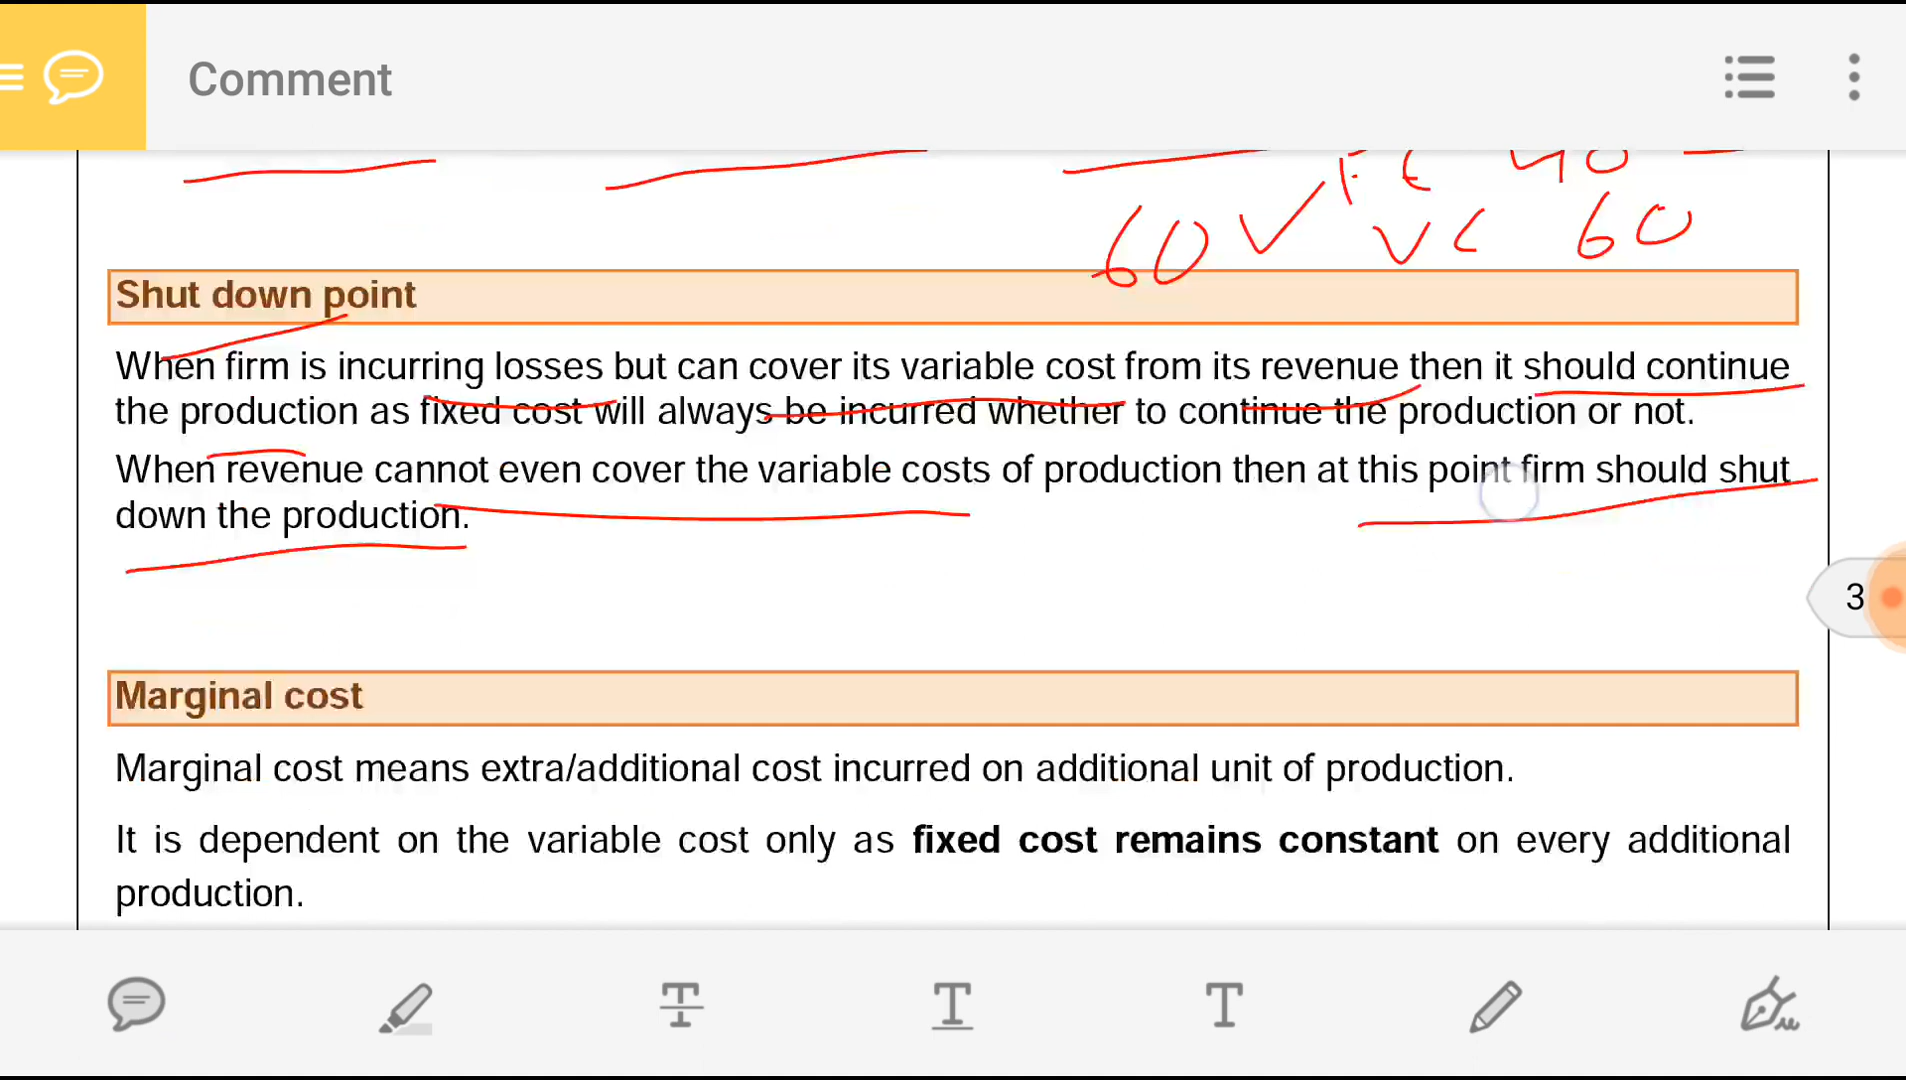 Comment
FC 40
60 ✓ VC 60
Shut down point
When firm is incurring losses but can cover its variable cost from its revenue then it should continue
the production as fixed cost will always be incurred whether to continue the production or not.
When revenue cannot even cover the variable costs of production then at this point firm should shut
down the production.
3
Marginal cost
Marginal cost means extra/additional cost incurred on additional unit of production.
It is dependent on the variable cost only as fixed cost remains constant on every additional
production.